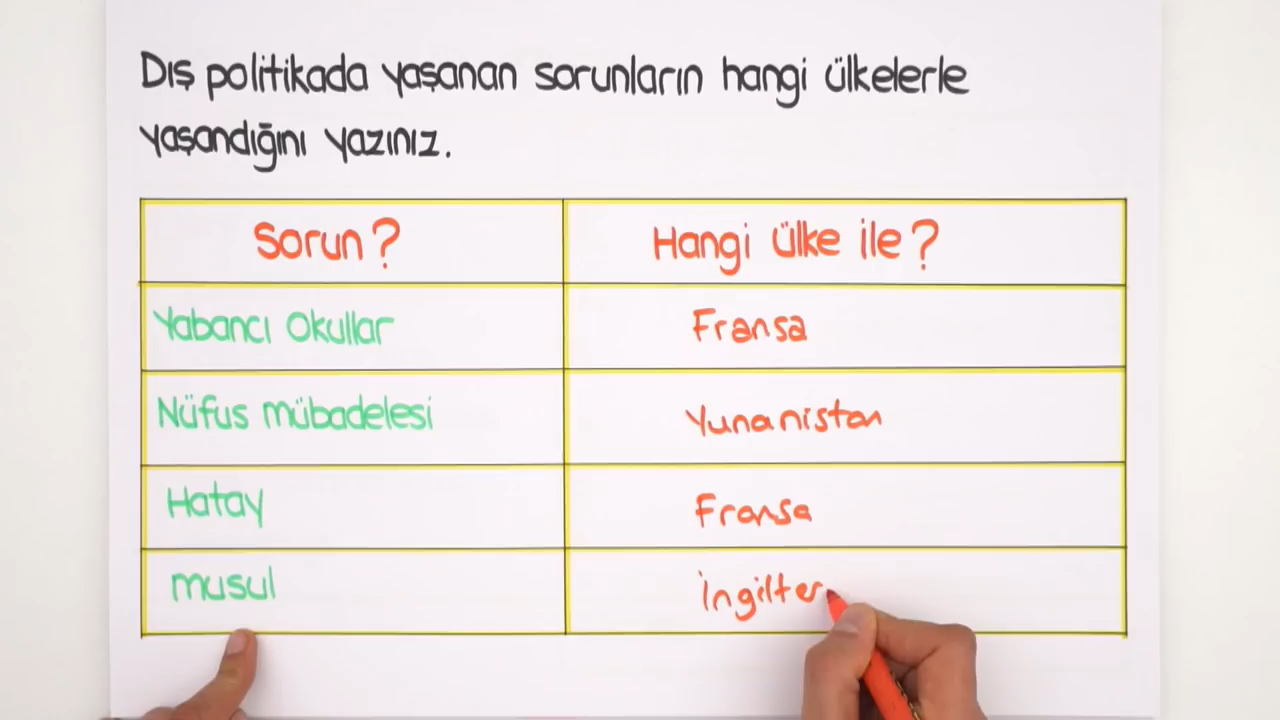 Dış politikada yaşanan sorunların hangi ülkelerle
yaşandığını yazınız.
Sorun? Hangi ülke ile?
Yabancı Okullar Fransa
Nüfus mübadelesi Yunanistan
Hatay Fransa
musul İngilter